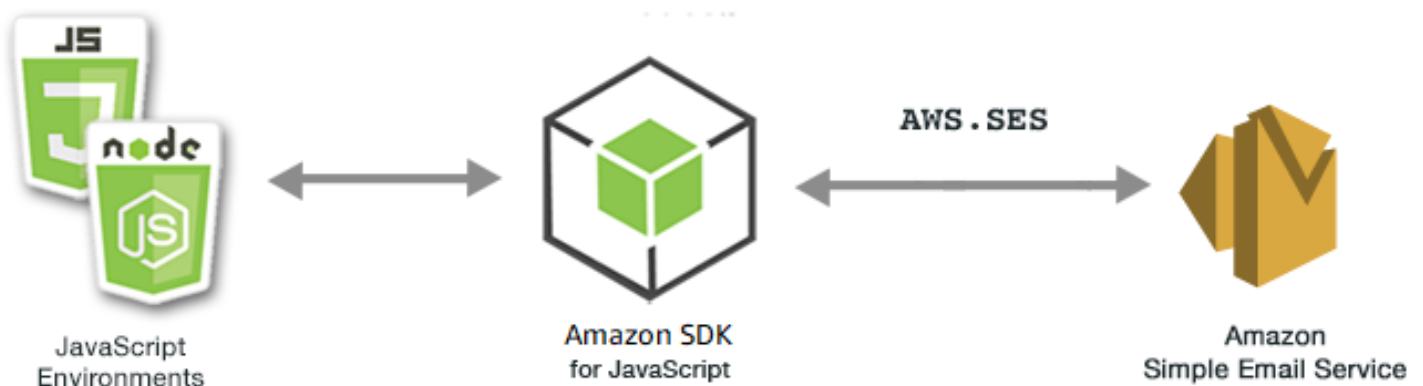 JS
node
JS
JavaScript
Environments
Amazon SDK
for JavaScript
AWS.SES
Amazon
Simple Email Service